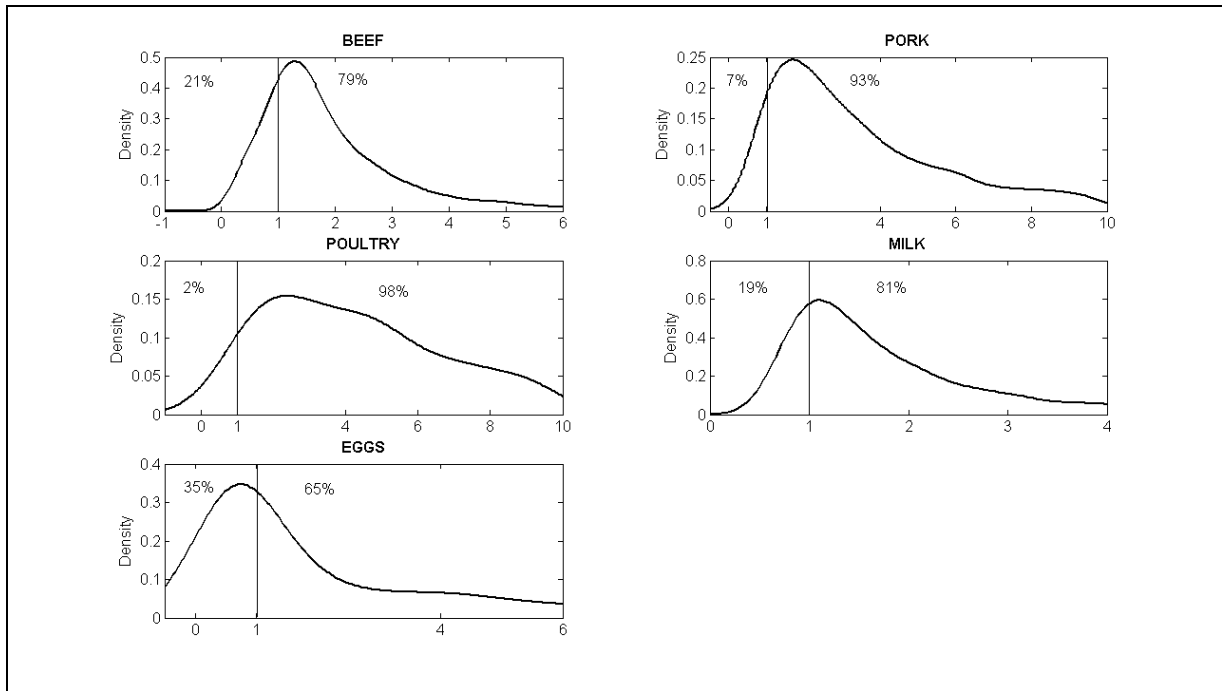 BEEF
0.5
0.4
0.3
0.2
0.1
0
Density
21%
79%
-1 0 1 2 3 4 5 6
PORK
0.25
0.2
0.15
0.1
0.05
0
Density
7%
93%
0 1 4 6 8 10
POULTRY
0.2
0.15
0.1
0.05
0
Density
2%
98%
0 1 4 6 8 10
MILK
0.8
0.6
0.4
0.2
0
Density
19%
81%
0 1 2 3 4
EGGS
0.4
0.3
0.2
0.1
0
Density
35%
65%
0 1 4 6